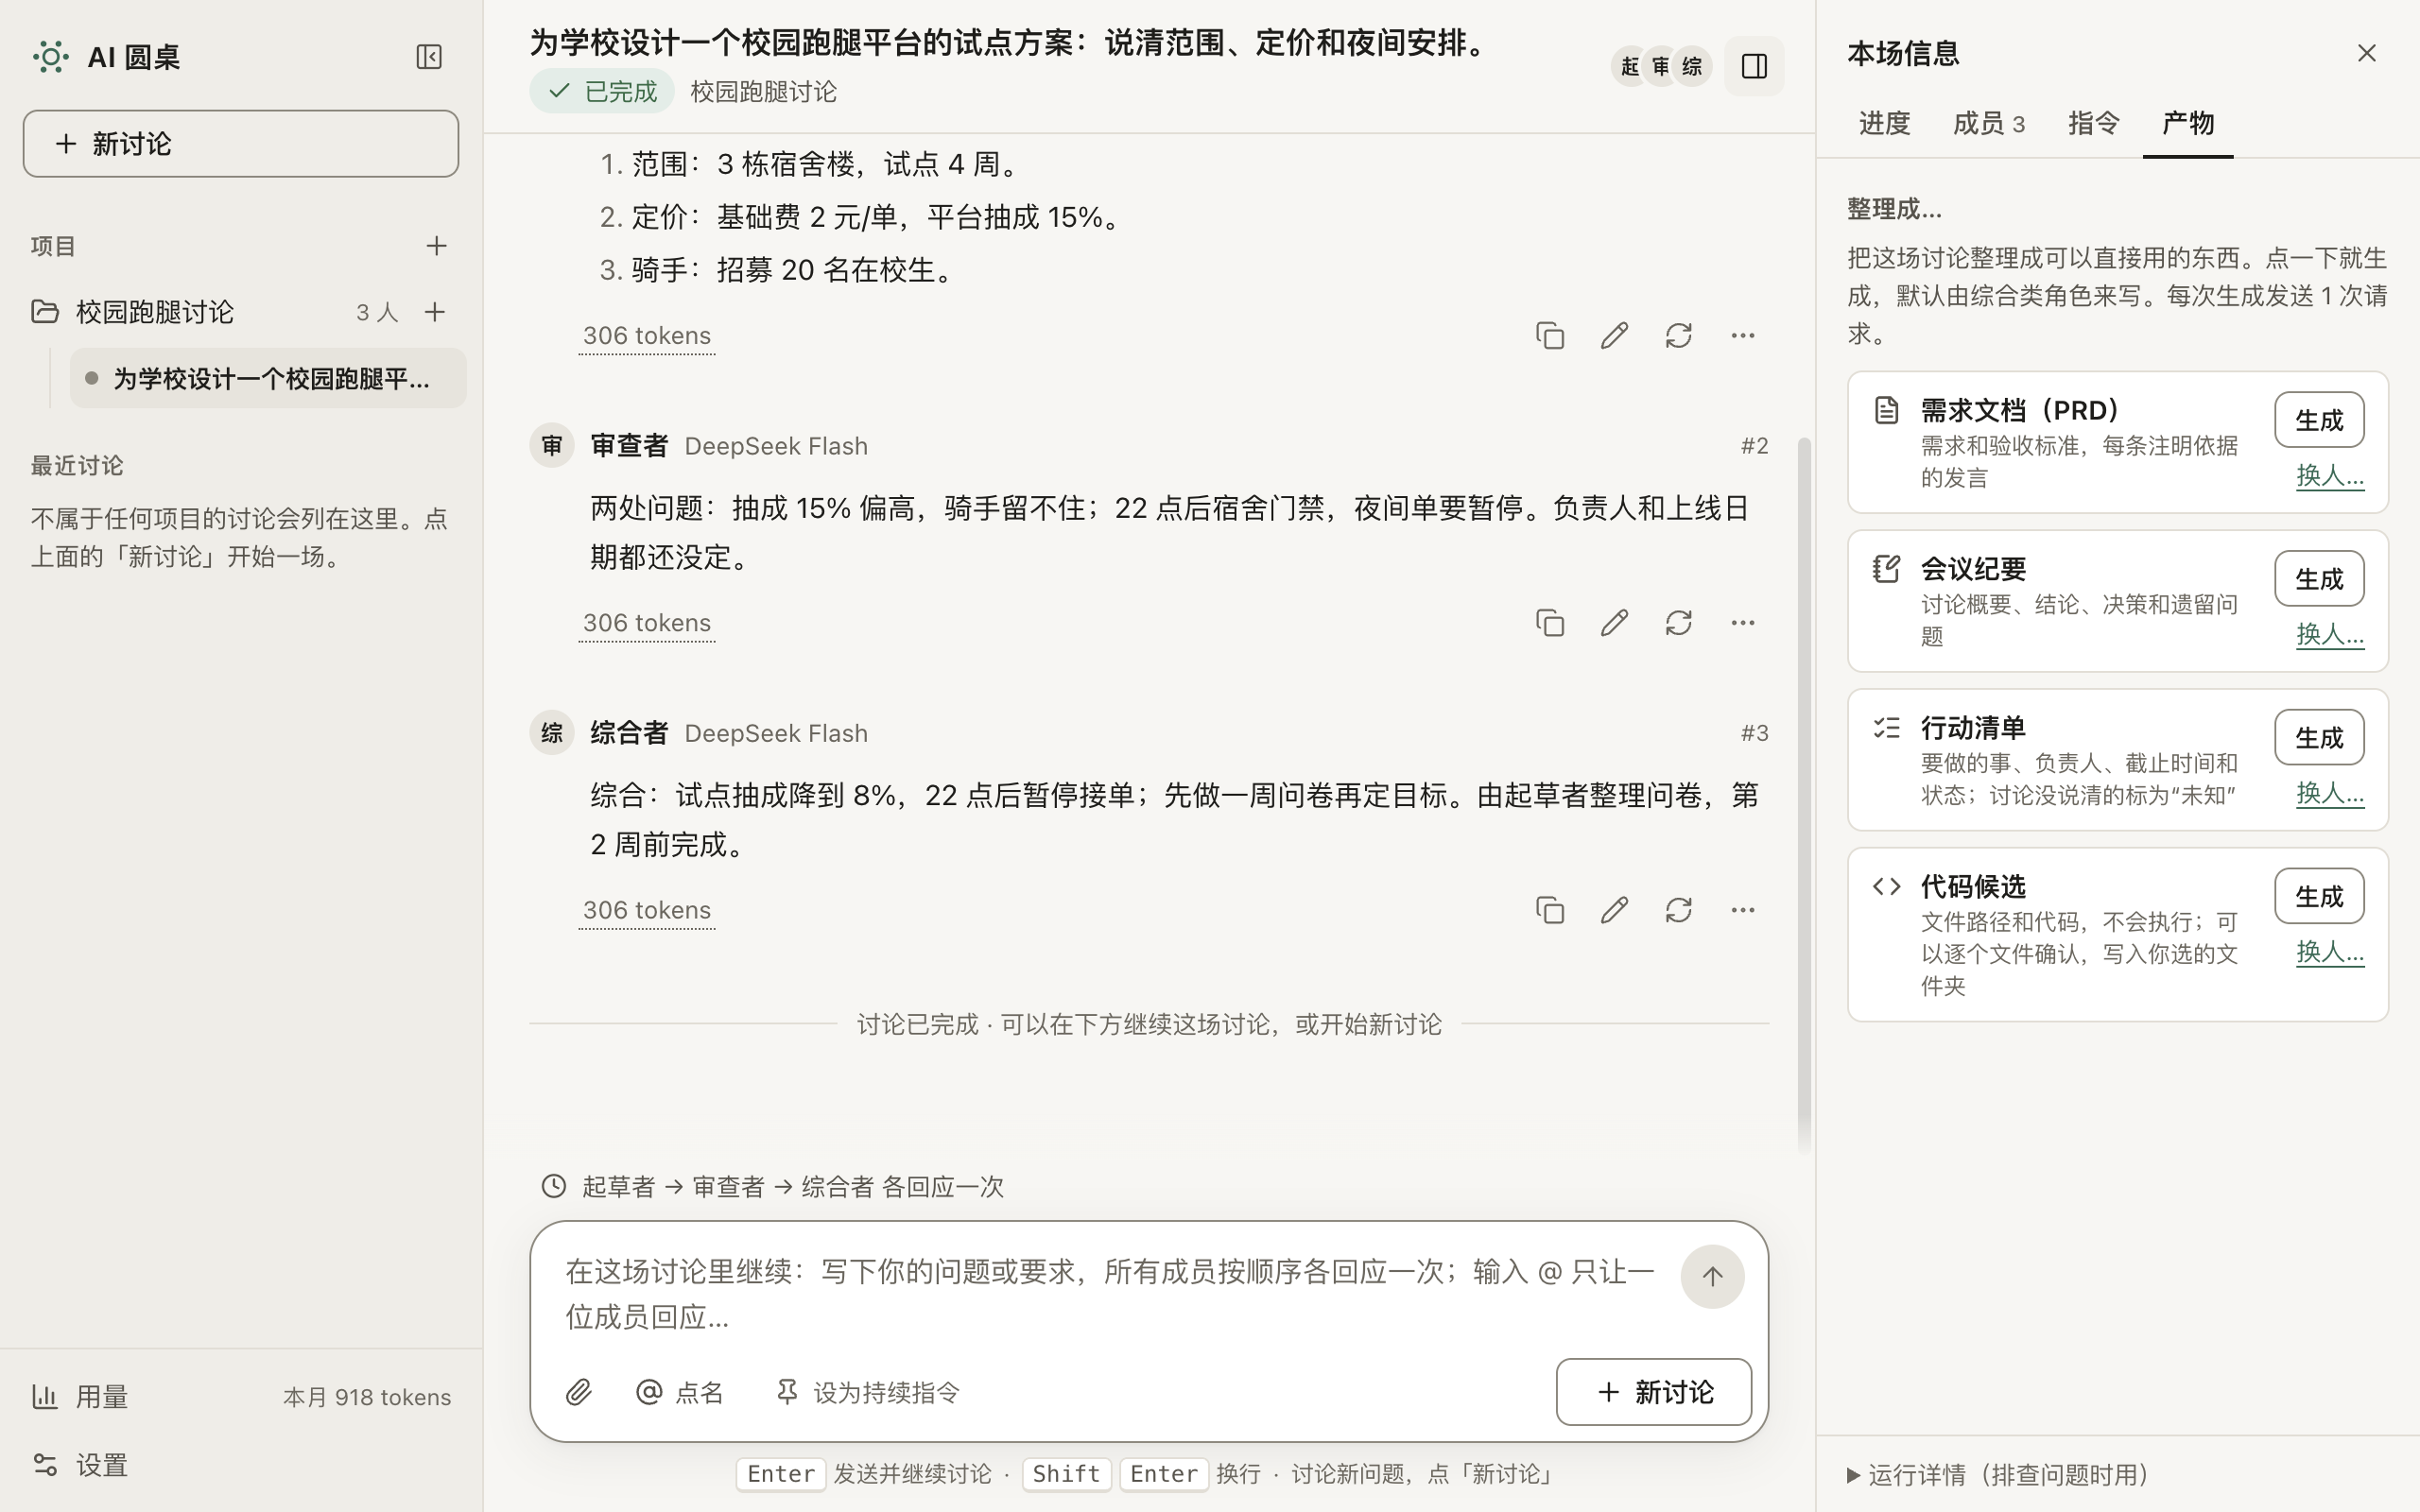 AI 圆桌
新讨论
项目
校园跑腿讨论 3 人
为学校设计一个校园跑腿平...
最近讨论
不属于任何项目的讨论会列在这里。点
上面的「新讨论」开始一场。
用量 本月 918 tokens
设置
为学校设计一个校园跑腿平台的试点方案：说清范围、定价和夜间安排。
已完成 校园跑腿讨论
起 审 综
1. 范围：3 栋宿舍楼，试点 4 周。
2. 定价：基础费 2 元/单，平台抽成 15%。
3. 骑手：招募 20 名在校生。
306 tokens
审 审查者 DeepSeek Flash #2
两处问题：抽成 15% 偏高，骑手留不住；22 点后宿舍门禁，夜间单要暂停。负责人和上线日
期都还没定。
306 tokens
综 综合者 DeepSeek Flash #3
综合：试点抽成降到 8%，22 点后暂停接单；先做一周问卷再定目标。由起草者整理问卷，第
2 周前完成。
306 tokens
讨论已完成 · 可以在下方继续这场讨论，或开始新讨论
起草者 → 审查者 → 综合者 各回应一次
在这场讨论里继续：写下你的问题或要求，所有成员按顺序各回应一次；输入 @ 只让一
位成员回应...
点名 设为持续指令 新讨论
Enter 发送并继续讨论 · Shift Enter 换行 · 讨论新问题，点「新讨论」
本场信息
进度 成员 3 指令 产物
整理成...
把这场讨论整理成可以直接用的东西。点一下就生
成，默认由综合类角色来写。每次生成发送 1 次请
求。
需求文档（PRD） 生成
需求和验收标准，每条注明依据
的发言
换人...
会议纪要 生成
讨论概要、结论、决策和遗留问
题
换人...
行动清单 生成
要做的事、负责人、截止时间和
状态；讨论没说清的标为“未知”
换人...
代码候选 生成
文件路径和代码，不会执行；可
以逐个文件确认，写入你选的文
件夹
换人...
运行详情（排查问题时用）